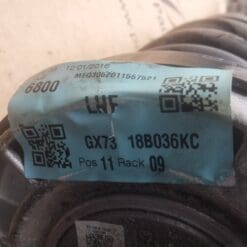 12/01/2016
6800
LHF
GX73 18B036KC
Pos 11 Rack 09